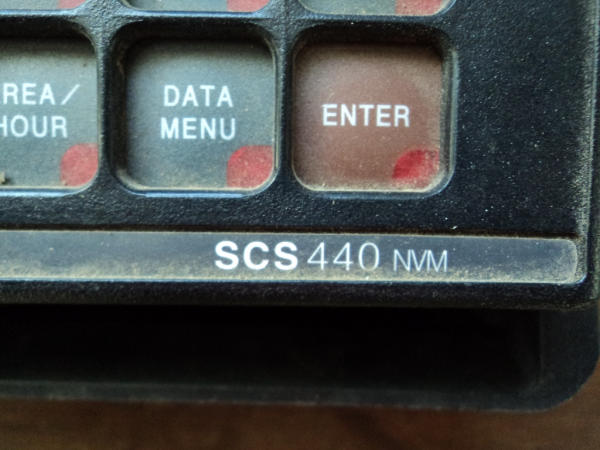 REA/
HOUR
DATA
MENU
ENTER
SCS 440 NVM